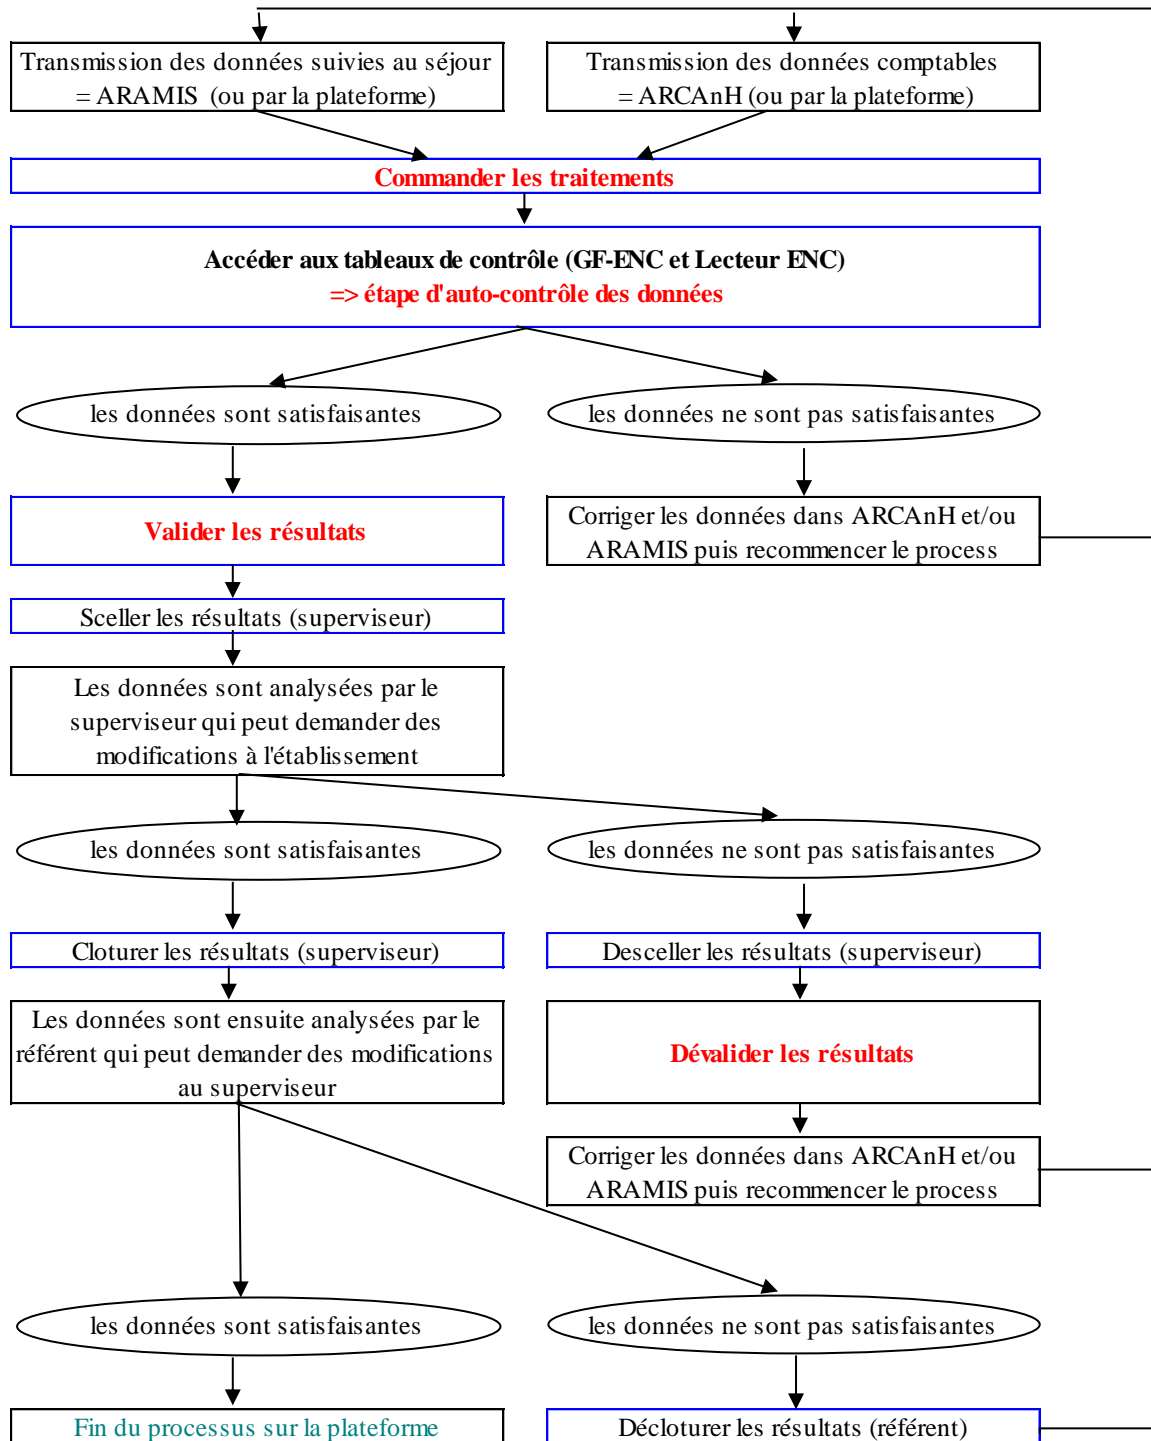 Transmission des données suivies au séjour
= ARAMIS (ou par la plateforme)
Transmission des données comptables
= ARCAnH (ou par la plateforme)
Commander les traitements
Accéder aux tableaux de contrôle (GF-ENC et Lecteur ENC)
=> étape d'auto-contrôle des données
les données sont satisfaisantes
les données ne sont pas satisfaisantes
Valider les résultats
Corriger les données dans ARCAnH et/ou
ARAMIS puis recommencer le process
Sceller les résultats (superviseur)
Les données sont analysées par le
superviseur qui peut demander des
modifications à l'établissement
les données sont satisfaisantes
les données ne sont pas satisfaisantes
Cloturer les résultats (superviseur)
Desceller les résultats (superviseur)
Les données sont ensuite analysées par le
référent qui peut demander des modifications
au superviseur
Dévalider les résultats
Corriger les données dans ARCAnH et/ou
ARAMIS puis recommencer le process
les données sont satisfaisantes
les données ne sont pas satisfaisantes
Fin du processus sur la plateforme
Décloturer les résultats (référent)